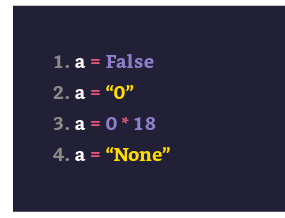 1. a = False
2. a = “0”
3. a = 0 * 18
4. a = “None”